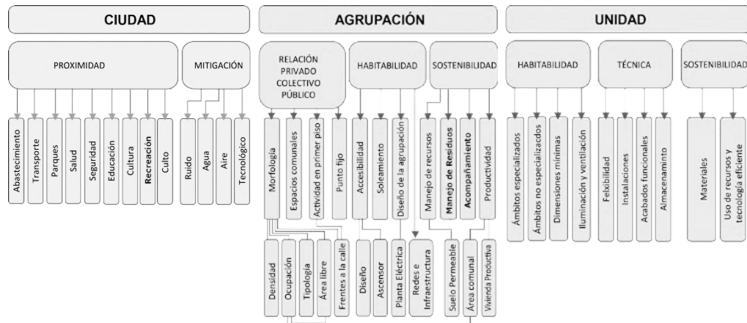 CIUDAD
AGRUPACIÓN
UNIDAD
PROXIMIDAD
MITIGACIÓN
RELACIÓN
PRIVADO
COLECTIVO
PÚBLICO
HABITABILIDAD
SOSTENIBILIDAD
HABITABILIDAD
TÉCNICA
SOSTENIBILIDAD
Abastecimiento
Transporte
Parques
Salud
Seguridad
Educación
Cultura
Recreación
Culto
Ruido
Agua
Aire
Tecnológico
Morfología
Espacios comunales
Actividad en primer piso
Punto fijo
Accesibilidad
Soleamiento
Diseño de la agrupación
Manejo de recursos
Manejo de Residuos
Acompañamiento
Productividad
Ámbitos especializados
Ámbitos no especializacdos
Dimensiones mínimas
Iluminación y ventilación
Felxibilidad
Instalaciones
Acabados funcionales
Almacenaminto
Materiales
Uso de recursos y
tecnología eficiente
Densidad
Ocupación
Tipología
Área libre
Frentes a la calle
Diseño
Ascensor
Planta Eléctrica
Redes e
Infraestructura
Suelo Permeable
Área comunal
Vivienda Productiva